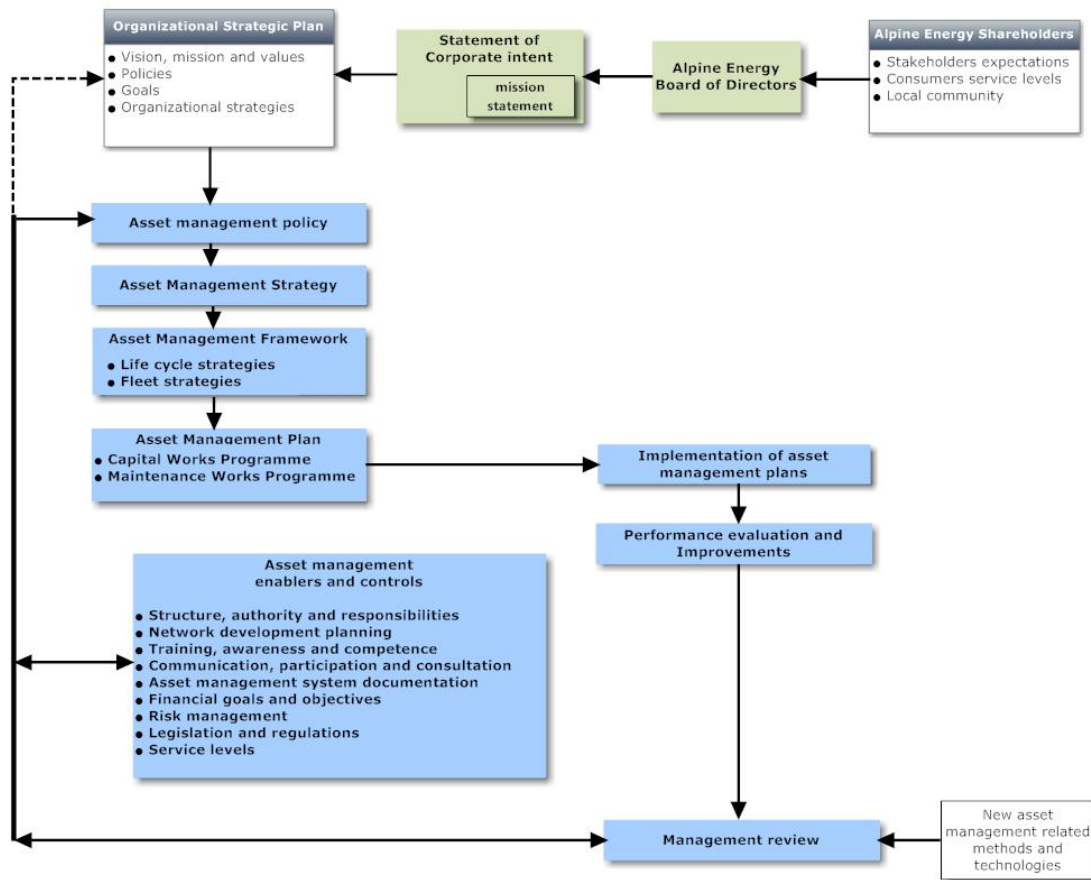 Organizational Strategic Plan
● Vision, mission and values
● Policies
● Goals
● Organizational strategies
Statement of
Corporate intent
mission
statement
Alpine Energy
Board of Directors
Alpine Energy Shareholders
● Stakeholders expectations
● Consumers service levels
● Local community
Asset management policy
Asset Management Strategy
Asset Management Framework
● Life cycle strategies
● Fleet strategies
Asset Management Plan
● Capital Works Programme
● Maintenance Works Programme
Implementation of asset
management plans
Performance evaluation and
Improvements
Asset management
enablers and controls
● Structure, authority and responsibilities
● Network development planning
● Training, awareness and competence
● Communication, participation and consultation
● Asset management system documentation
● Financial goals and objectives
● Risk management
● Legislation and regulations
● Service levels
Management review
New asset
management related
methods and
technologies